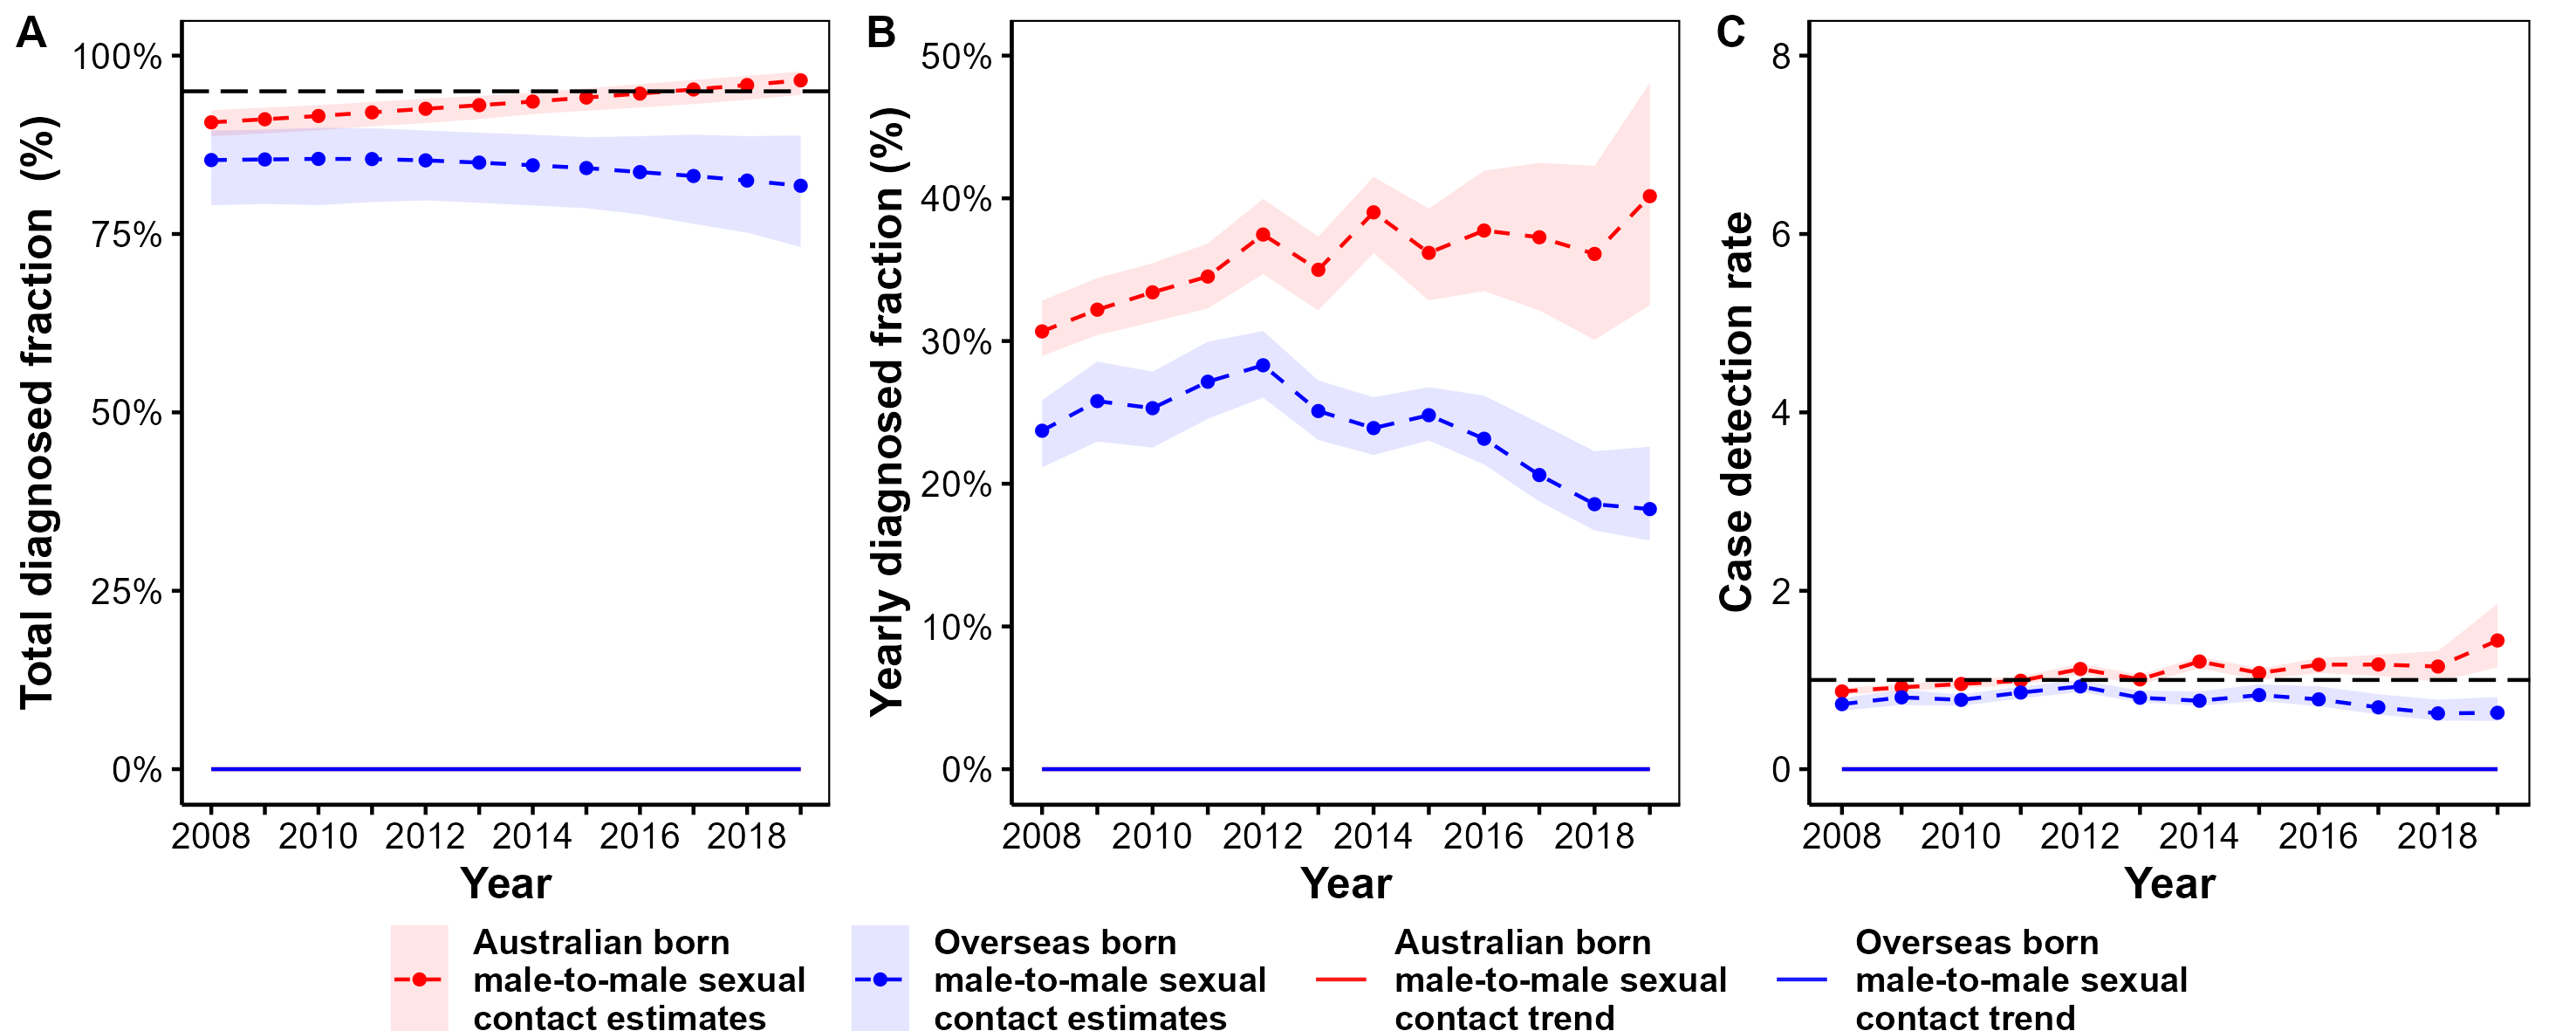 A
Total diagnosed fraction (%)
100%
75%
50%
25%
0%
2008 2010 2012 2014 2016 2018
Year
B
Yearly diagnosed fraction (%)
50%
40%
30%
20%
10%
0%
2008 2010 2012 2014 2016 2018
Year
C
Case detection rate
8
6
4
2
0
2008 2010 2012 2014 2016 2018
Year
Australian born
male-to-male sexual
contact estimates
Overseas born
male-to-male sexual
contact estimates
Australian born
male-to-male sexual
contact trend
Overseas born
male-to-male sexual
contact trend